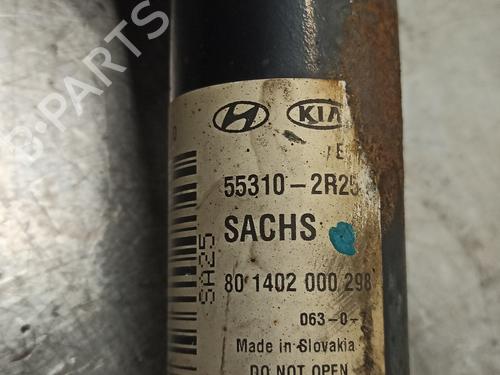 PARTS
KIA
55310-2R25
SACHS
80 1402 000 298
063-0-
Made in Slovakia
DO NOT OPEN
SA25